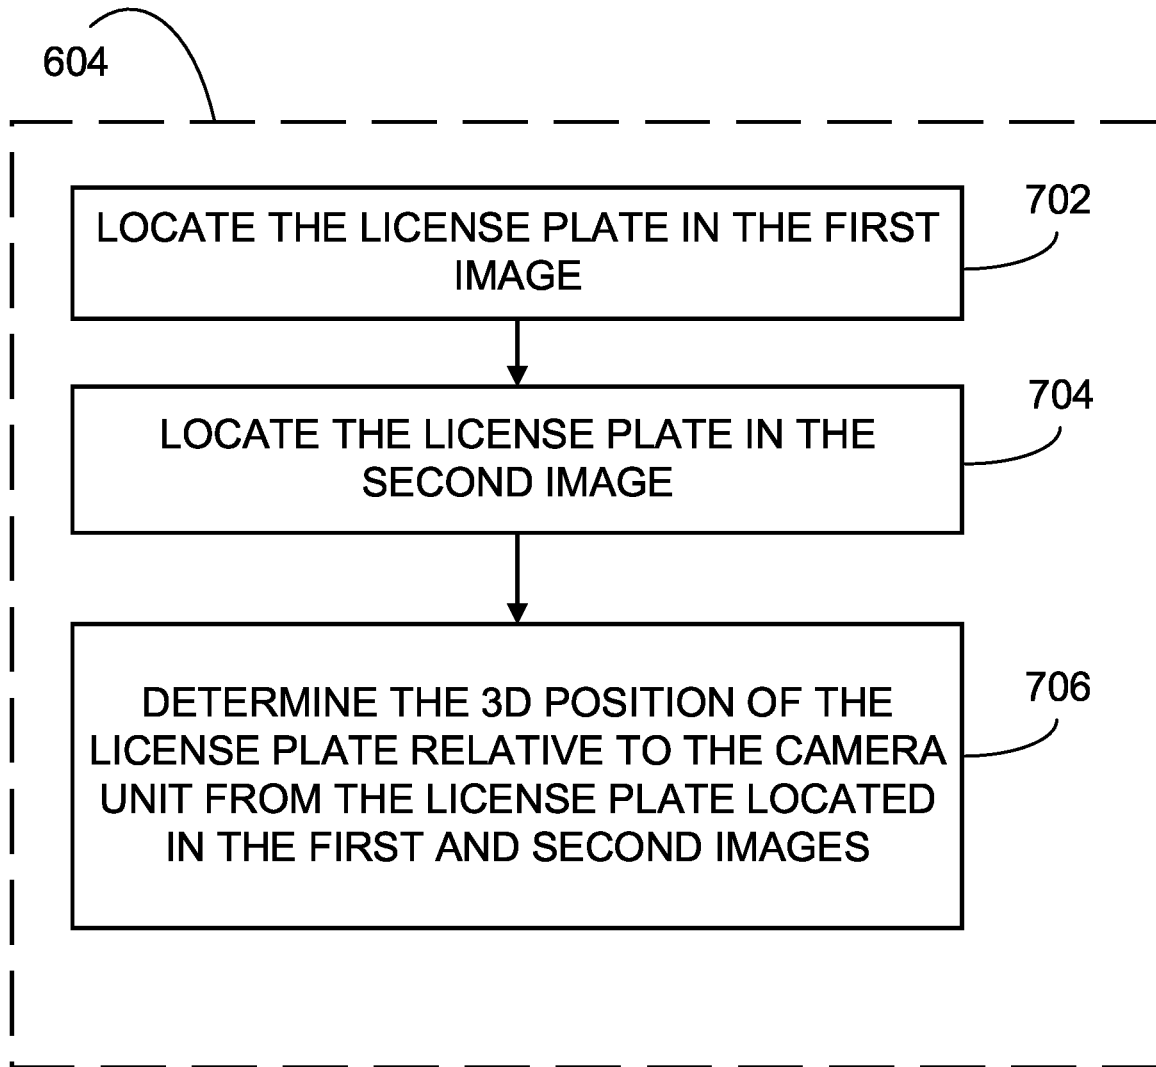 604
LOCATE THE LICENSE PLATE IN THE FIRST
IMAGE
702
LOCATE THE LICENSE PLATE IN THE
SECOND IMAGE
704
DETERMINE THE 3D POSITION OF THE
LICENSE PLATE RELATIVE TO THE CAMERA
UNIT FROM THE LICENSE PLATE LOCATED
IN THE FIRST AND SECOND IMAGES
706